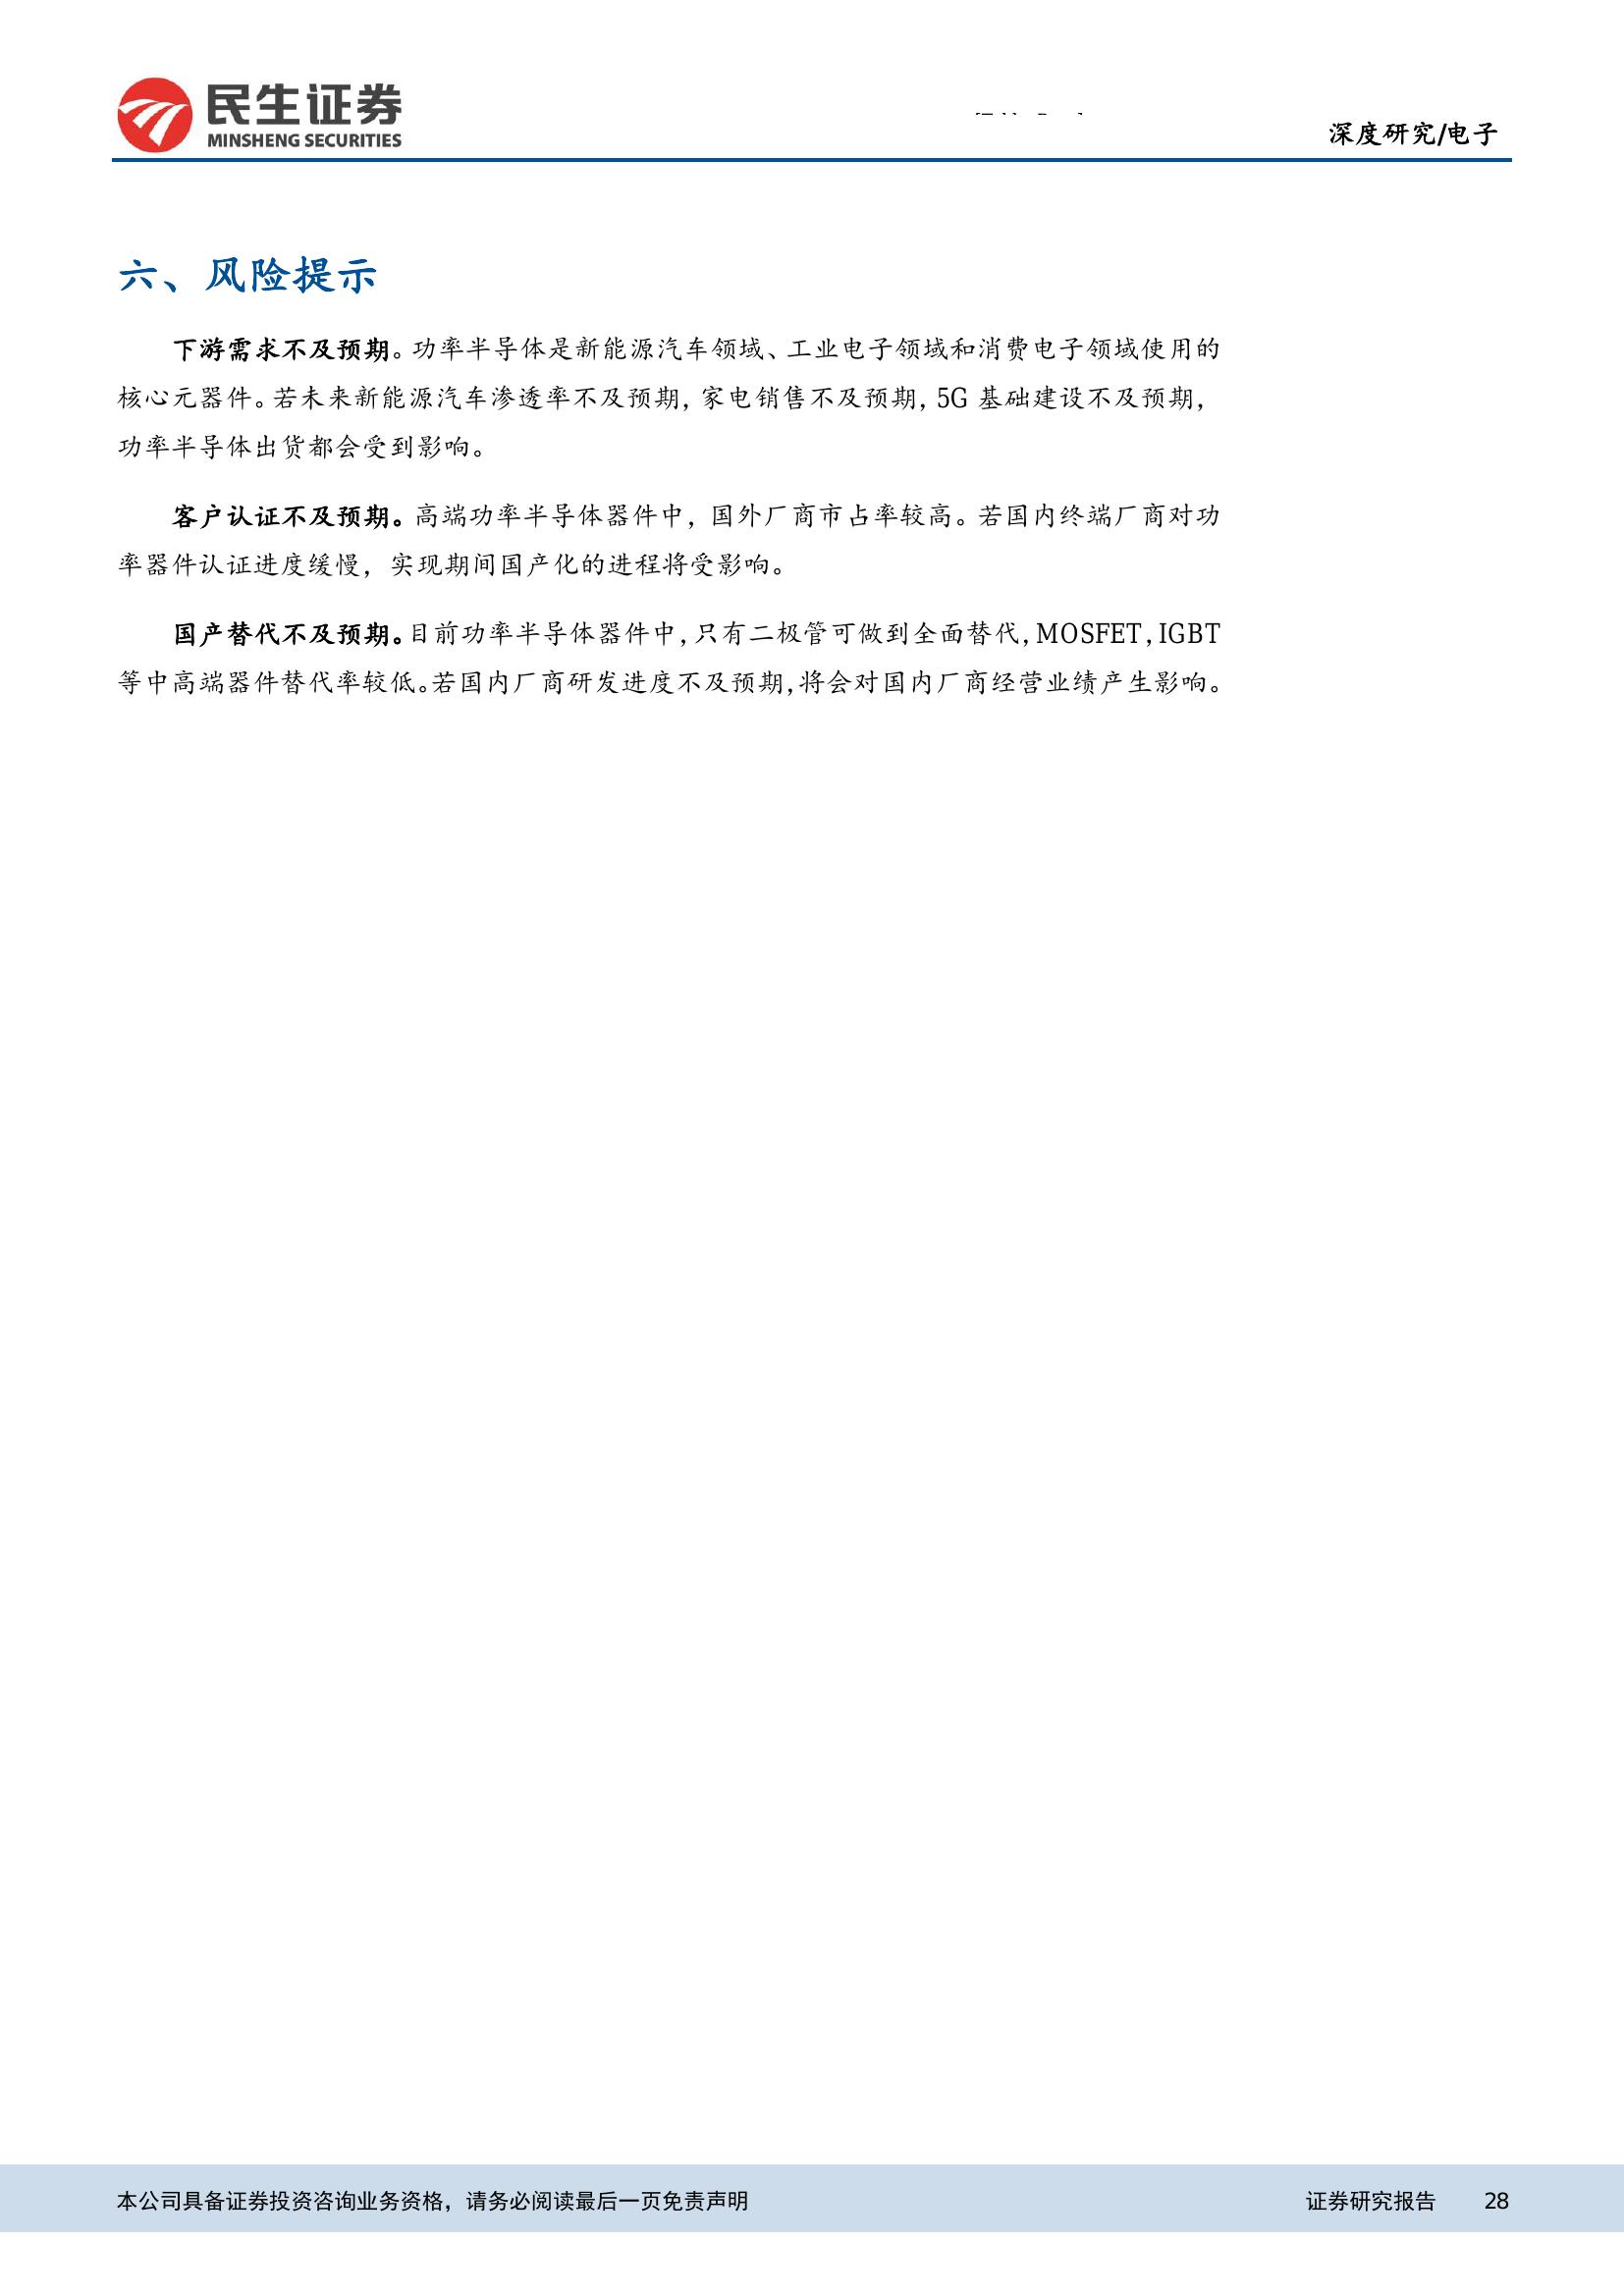 民生证券
MINSHENG SECURITIES
深度研究/电子
六、风险提示
下游需求不及预期。功率半导体是新能源汽车领域、工业电子领域和消费电子领域使用的
核心元器件。若未来新能源汽车渗透率不及预期，家电销售不及预期，5G 基础建设不及预期，
功率半导体出货都会受到影响。
客户认证不及预期。高端功率半导体器件中，国外厂商市占率较高。若国内终端厂商对功
率器件认证进度缓慢，实现期间国产化的进程将受影响。
国产替代不及预期。目前功率半导体器件中，只有二极管可做到全面替代，MOSFET，IGBT
等中高端器件替代率较低。若国内厂商研发进度不及预期，将会对国内厂商经营业绩产生影响。
本公司具备证券投资咨询业务资格，请务必阅读最后一页免责声明
证券研究报告 28